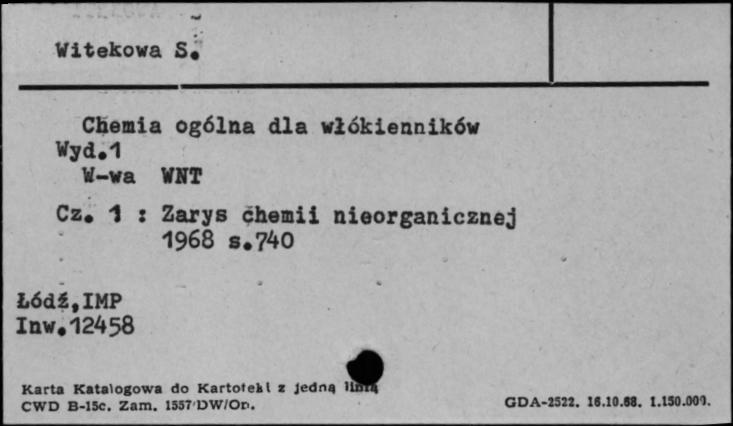 Witekowa S.
Chemia ogólna dla włókienników
Wyd.1
W-wa WNT
Cz. 1 : Zarys chemii nieorganicznej
1968 s.740
Łódź,IMP
Inw.12458
Karta Katalogowa do Kartoteki z jedną linią
CWD B-15c. Zam. 1557/DW/Op.
GDA-2522. 16.10.68. 1.150.000.